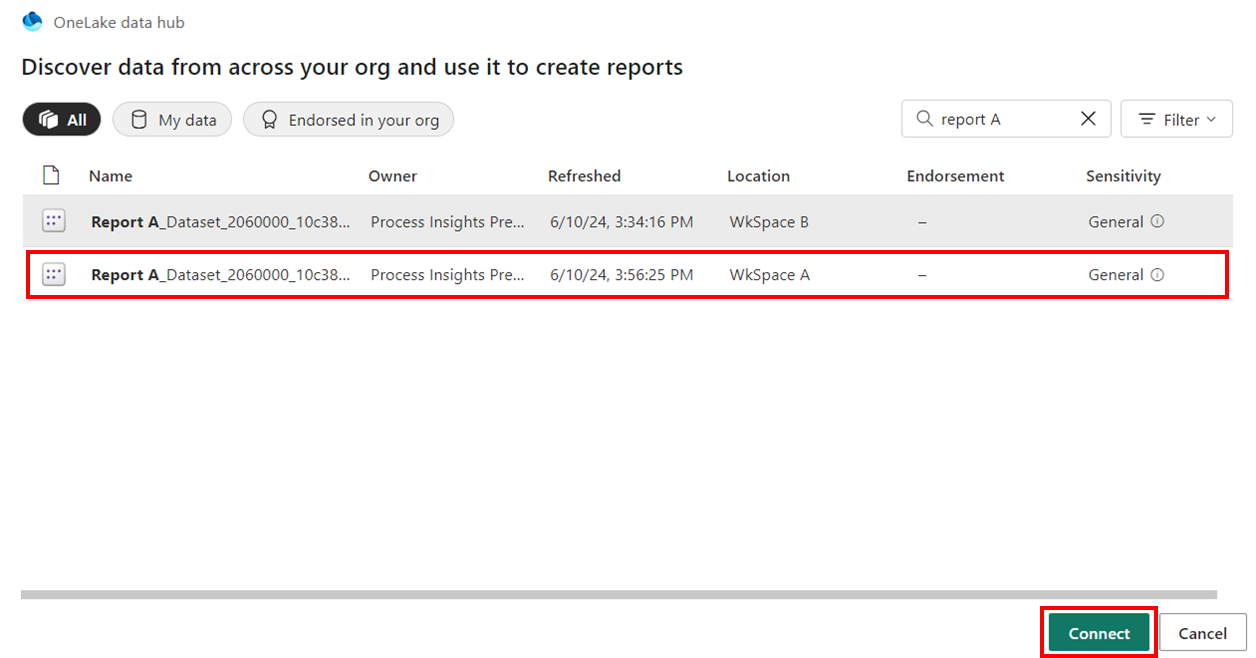 OneLake data hub
Discover data from across your org and use it to create reports
All My data Endorsed in your org report A Filter
Name Owner Refreshed Location Endorsement Sensitivity
Report A_Dataset_2060000_10c38... Process Insights Pre... 6/10/24, 3:34:16 PM WkSpace B – General
Report A_Dataset_2060000_10c38... Process Insights Pre... 6/10/24, 3:56:25 PM WkSpace A – General
Connect Cancel